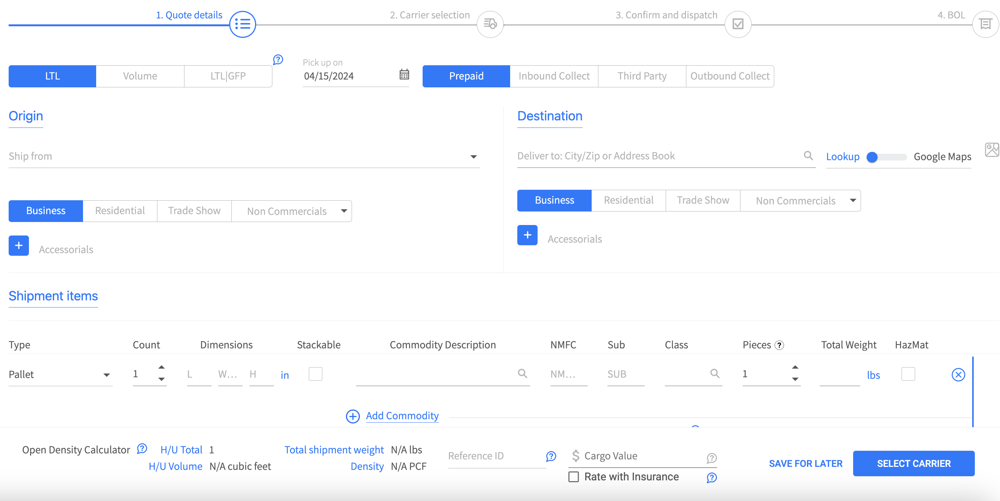 1. Quote details
2. Carrier selection
3. Confirm and dispatch
4. BOL
LTL
Volume
LTL|GFP
Pick up on
04/15/2024
Prepaid
Inbound Collect
Third Party
Outbound Collect
Origin
Ship from
Business
Residential
Trade Show
Non Commercials
+
Accessorials
Destination
Deliver to: City/Zip or Address Book
Lookup
Google Maps
Business
Residential
Trade Show
Non Commercials
+
Accessorials
Shipment items
Type
Count
Dimensions
Stackable
Commodity Description
NMFC
Sub
Class
Pieces
Total Weight
HazMat
Pallet
1
L
W...
H
in
NM...
SUB
1
lbs
Add Commodity
Open Density Calculator
H/U Total 1
H/U Volume N/A cubic feet
Total shipment weight N/A lbs
Density N/A PCF
Reference ID
$ Cargo Value
Rate with Insurance
SAVE FOR LATER
SELECT CARRIER